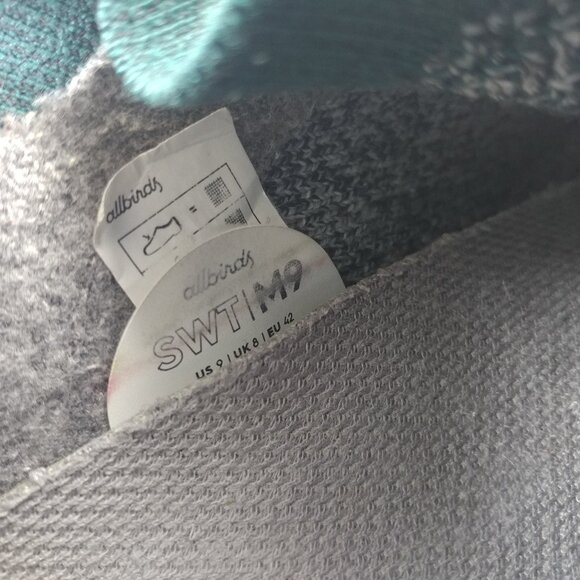 allbirds
=
allbirds
SWT|M9
US 9 | UK 8 | EU 42